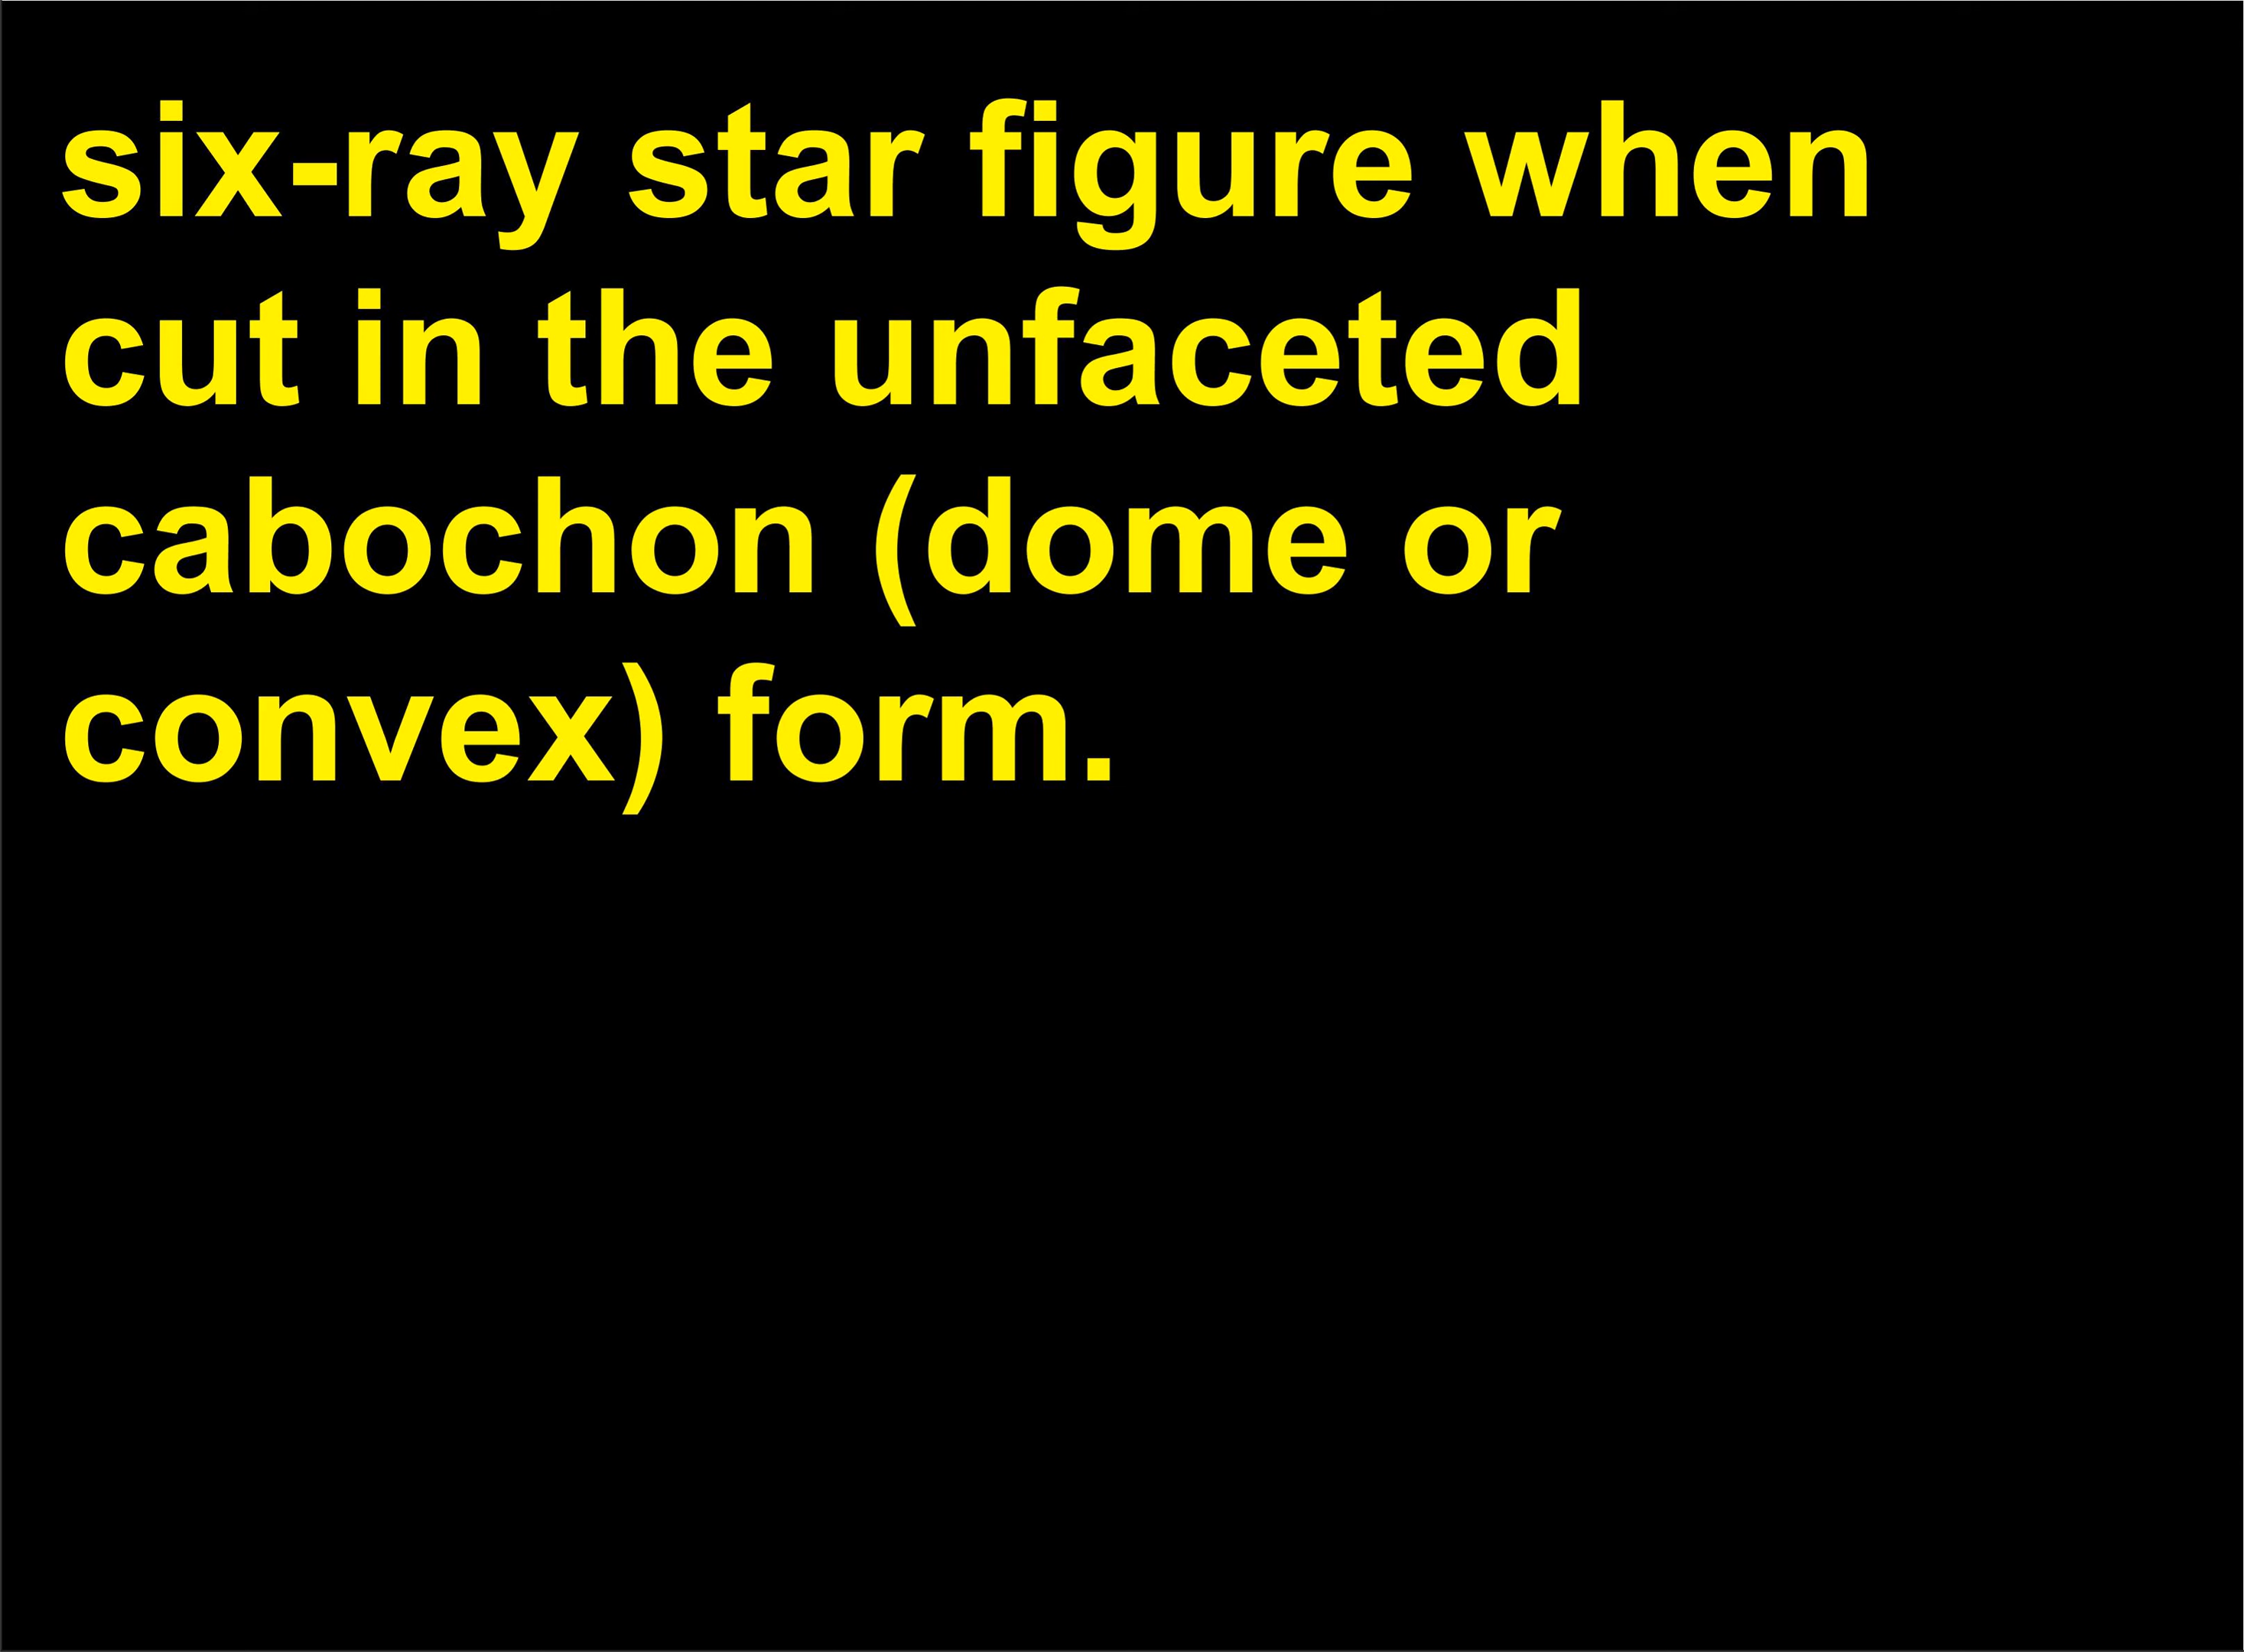 six-ray star figure when
cut in the unfaceted
cabochon (dome or
convex) form.